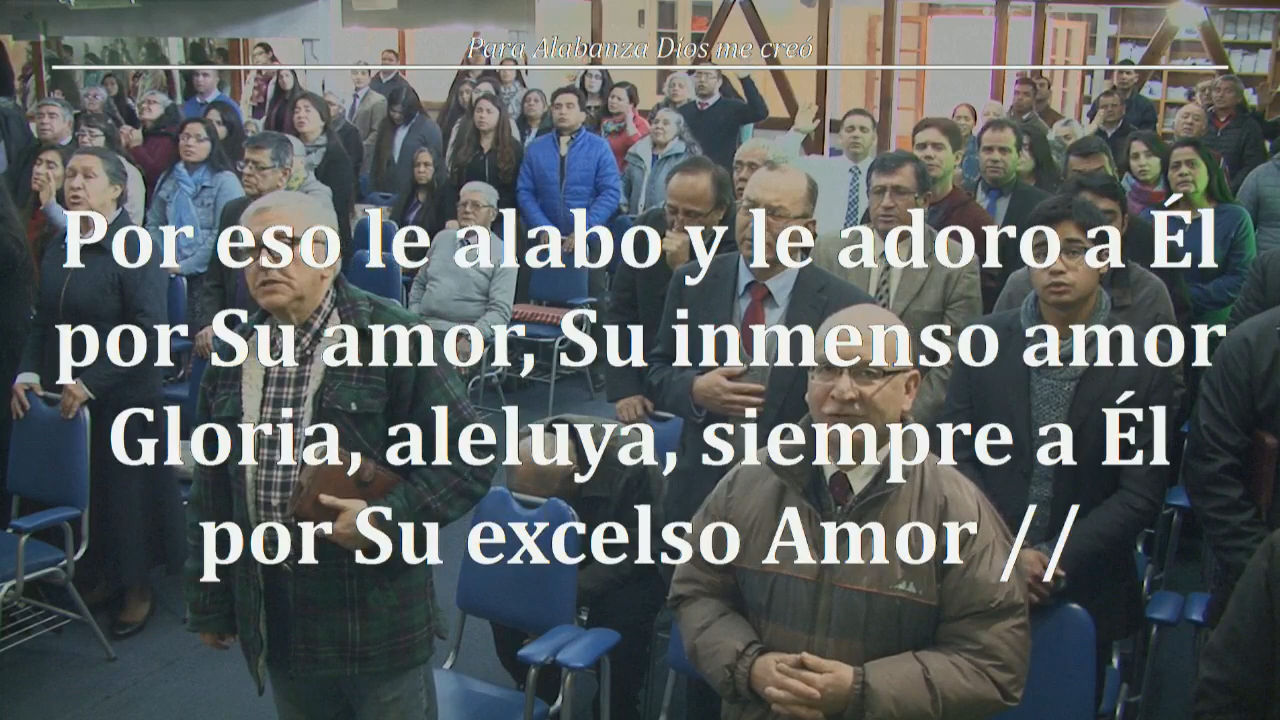 Para Alabanza Dios me creó
Por eso le alabo y le adoro a Él
por Su amor, Su inmenso amor
Gloria, aleluya, siempre a Él
por Su excelso Amor //